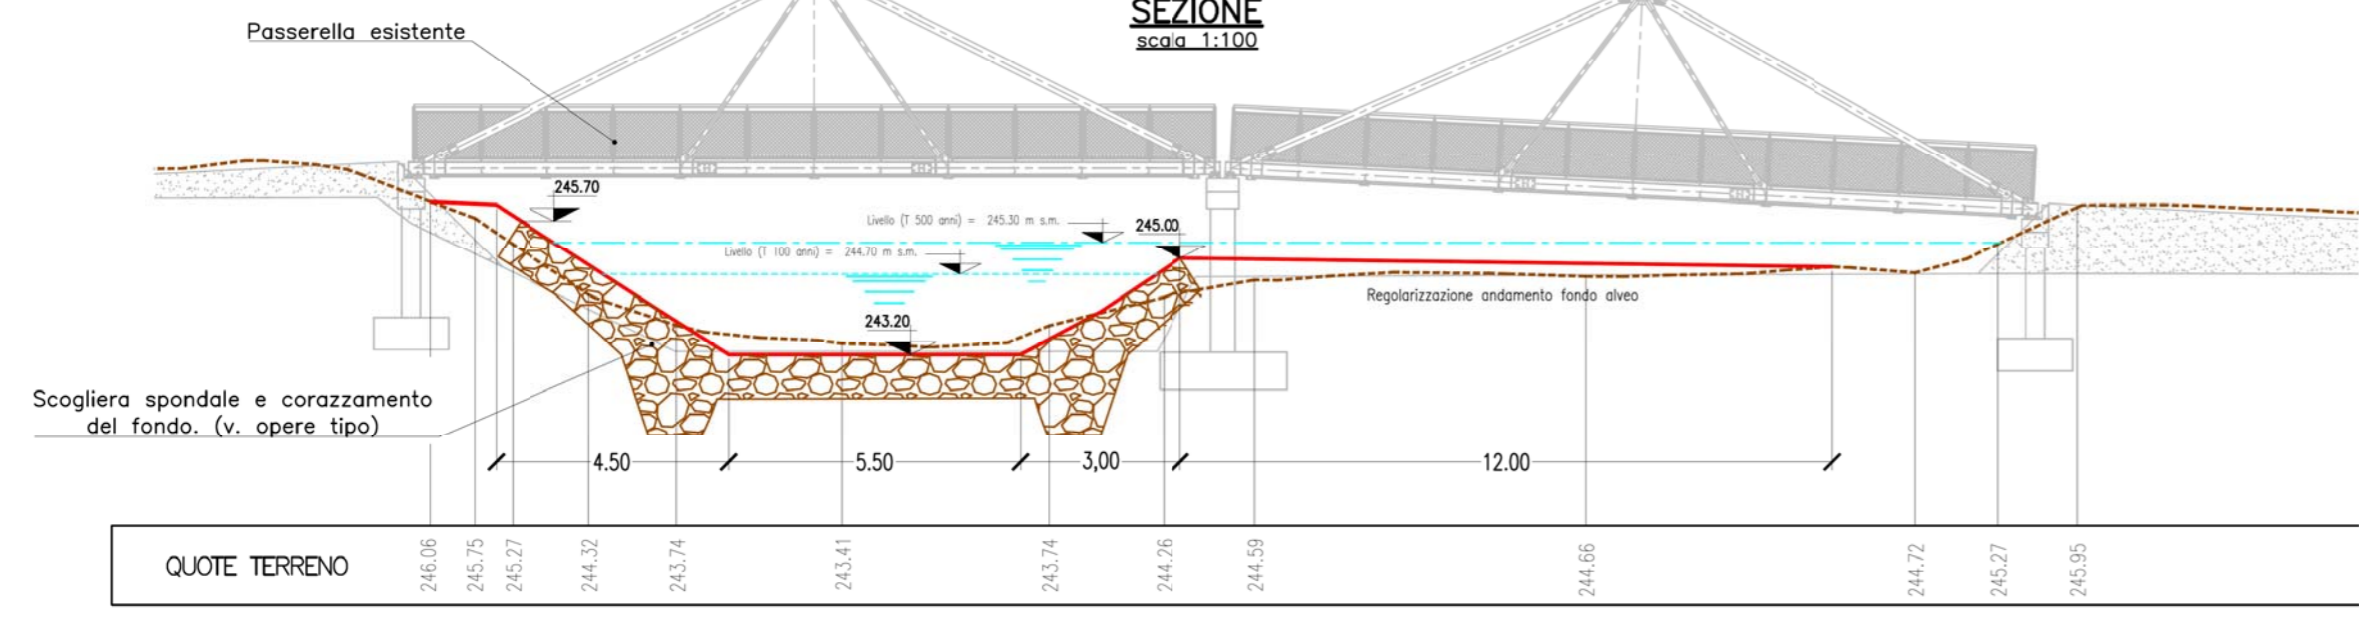 SEZIONE
scala 1:100
Passerella esistente
245.70
Livello (T 500 anni) = 245.30 m s.m.
245.00
Livello (T 100 anni) = 244.70 m s.m.
Regolarizzazione andamento fondo alveo
243.20
Scogliera spondale e corazzamento
del fondo. (v. opere tipo)
4.50 5.50 3,00 12.00
QUOTE TERRENO 246.06 245.75 245.27 244.32 243.74 243.41 243.74 244.26 244.59 244.66 244.72 245.27 245.95